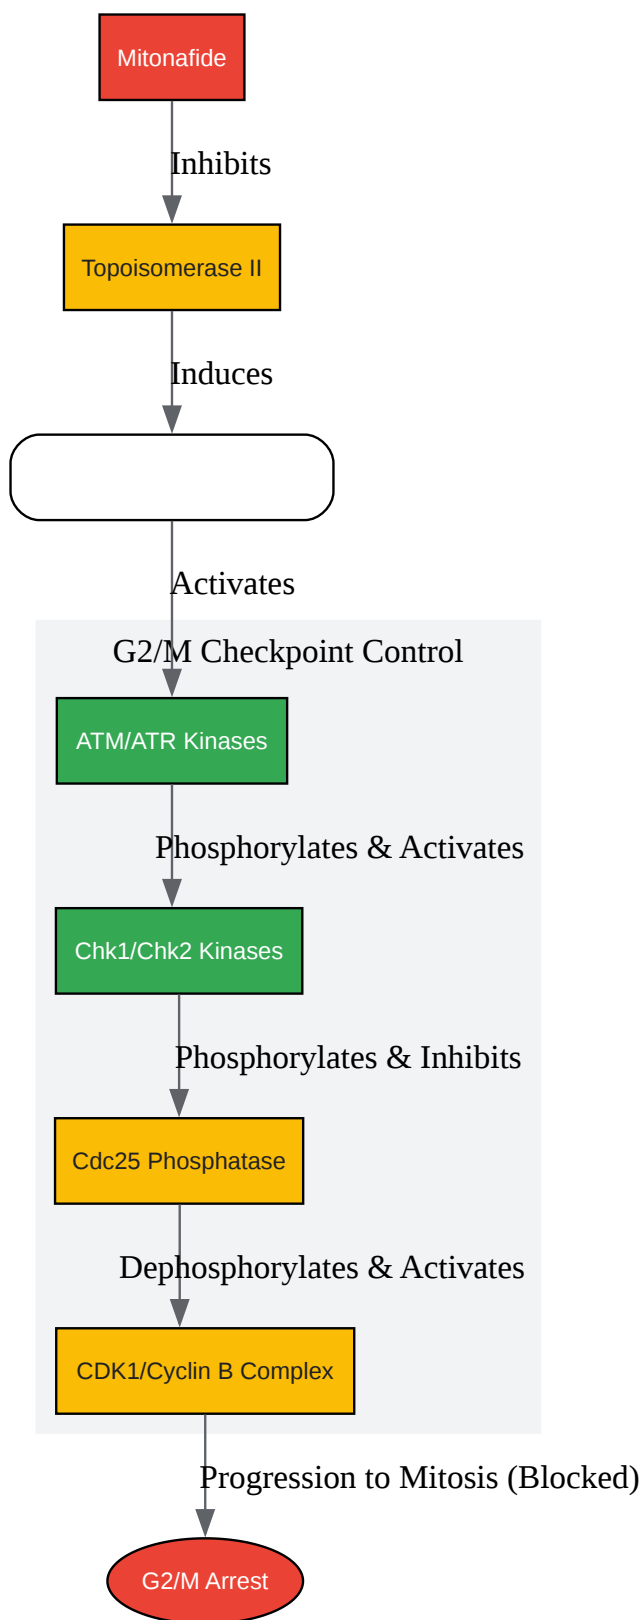 Mitonafide
Inhibits
Topoisomerase II
Induces
Activates
G2/M Checkpoint Control
ATM/ATR Kinases
Phosphorylates & Activates
Chk1/Chk2 Kinases
Phosphorylates & Inhibits
Cdc25 Phosphatase
Dephosphorylates & Activates
CDK1/Cyclin B Complex
Progression to Mitosis (Blocked)
G2/M Arrest